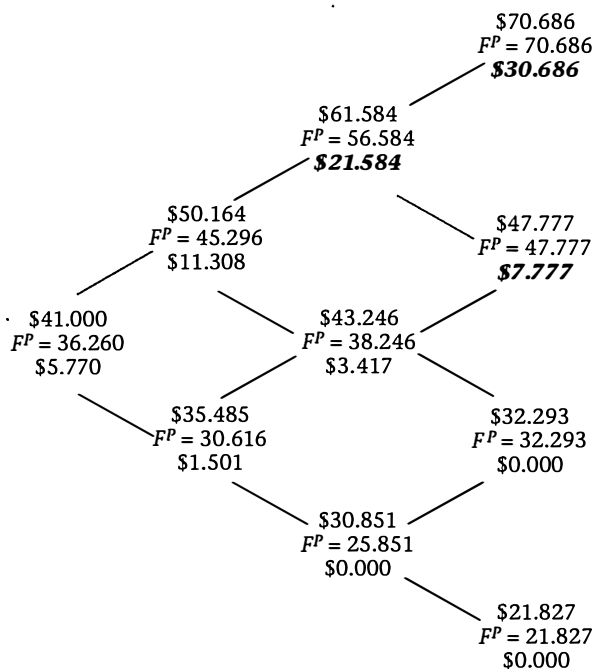 $70.686
F^P = 70.686
$30.686
$61.584
F^P = 56.584
$21.584
$50.164
F^P = 45.296
$11.308
$47.777
F^P = 47.777
$7.777
$41.000
F^P = 36.260
$5.770
$43.246
F^P = 38.246
$3.417
$35.485
F^P = 30.616
$1.501
$32.293
F^P = 32.293
$0.000
$30.851
F^P = 25.851
$0.000
$21.827
F^P = 21.827
$0.000